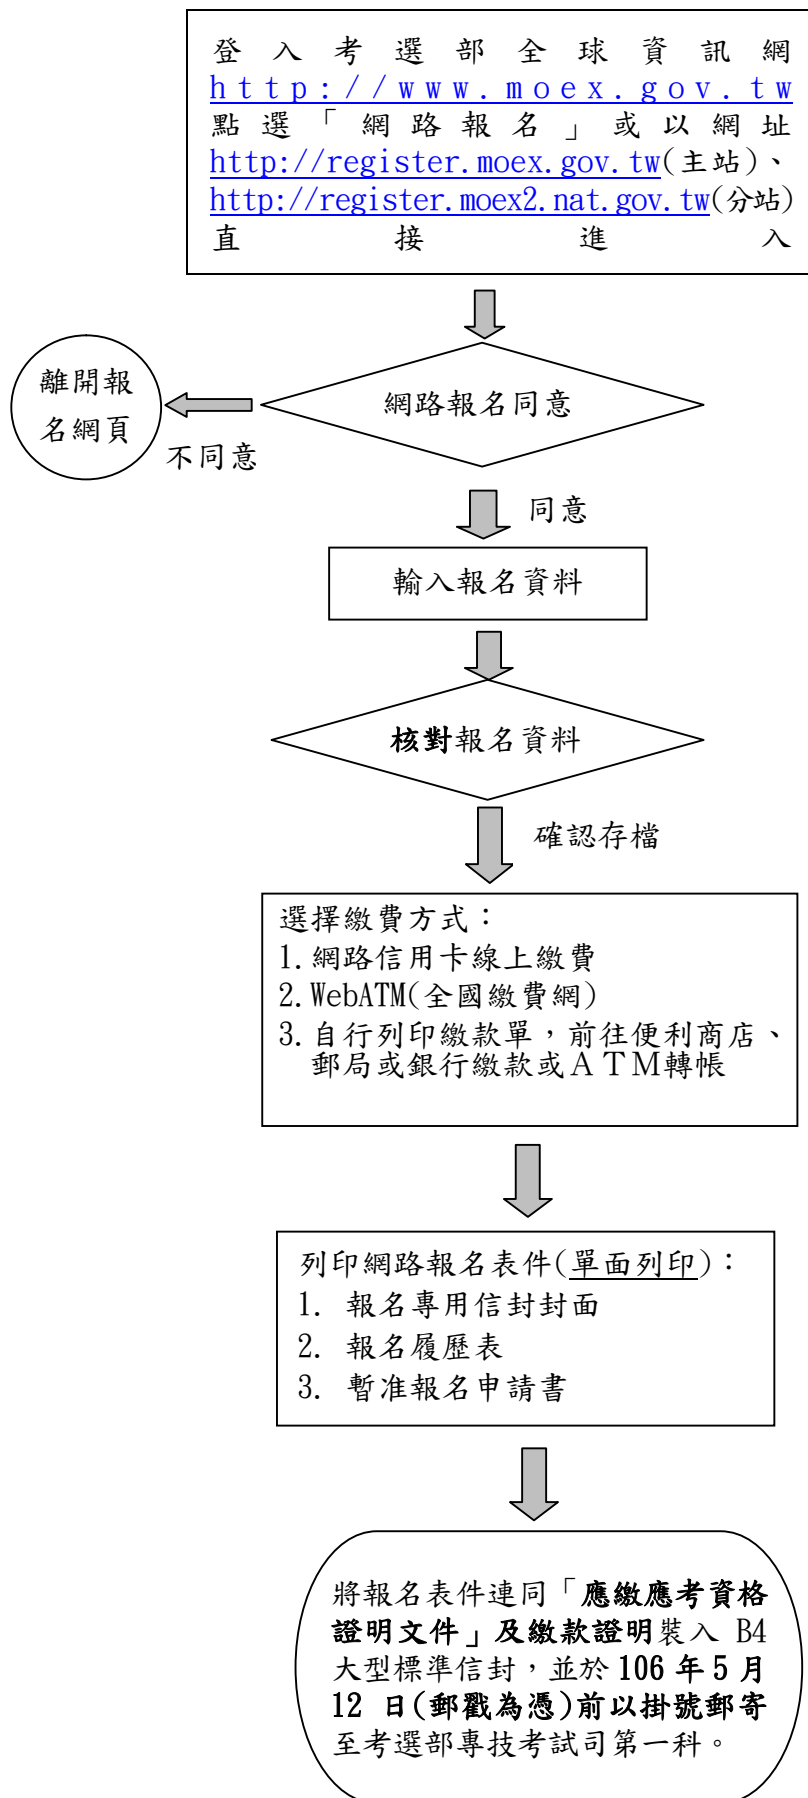 登入考選部全球資訊網
http://www.moex.gov.tw
點選「網路報名」或以網址
http://register.moex.gov.tw(主站)、
http://register.moex2.nat.gov.tw(分站)
直接進入
離開報
名網頁
網路報名同意
不同意
同意
輸入報名資料
核對報名資料
確認存檔
選擇繳費方式：
1.網路信用卡線上繳費
2.WebATM(全國繳費網)
3.自行列印繳款單，前往便利商店、
郵局或銀行繳款或ATM轉帳
列印網路報名表件(單面列印)：
1. 報名專用信封封面
2. 報名履歷表
3. 暫准報名申請書
將報名表件連同「應繳應考資格
證明文件」及繳款證明裝入 B4
大型標準信封，並於 106 年 5 月
12 日(郵戳為憑)前以掛號郵寄
至考選部專技考試司第一科。